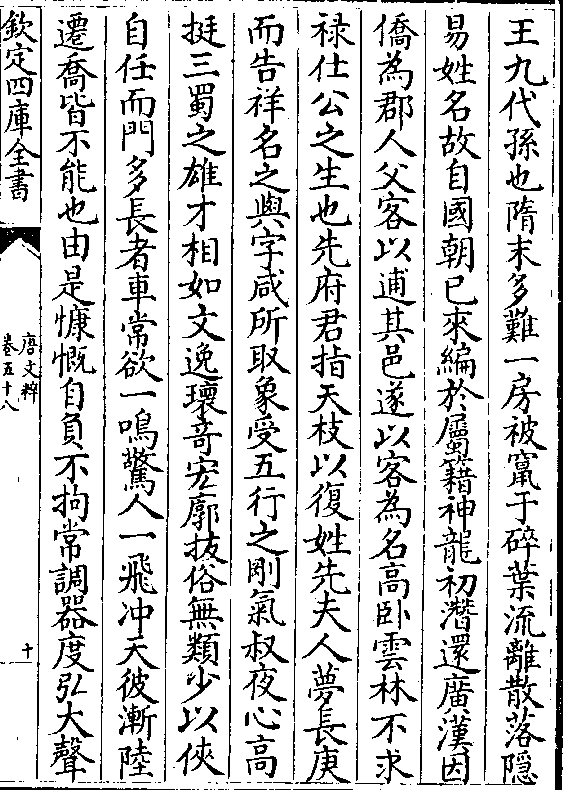 王九代孫也隋末多難一房被竄于碎葉流離散落隠
易姓名故自國朝已來編於屬籍神龍初潜還廣漢因
僑為郡人父客以逋其邑遂以客為名高卧雲林不求
禄仕公之生也先府君指天枝以復姓先夫人夢長庚
而告祥名之與字咸所取象受五行之剛氣叔夜心高
挺三蜀之雄才相如文逸瓌竒宏廓拔俗無類少以俠
自任而門多長者車常欲一鳴驚人一飛冲天彼漸陸
遷喬皆不能也由是慷慨自負不拘常調器度弘大聲
欽定四庫全書
唐文粹
卷五十八
十